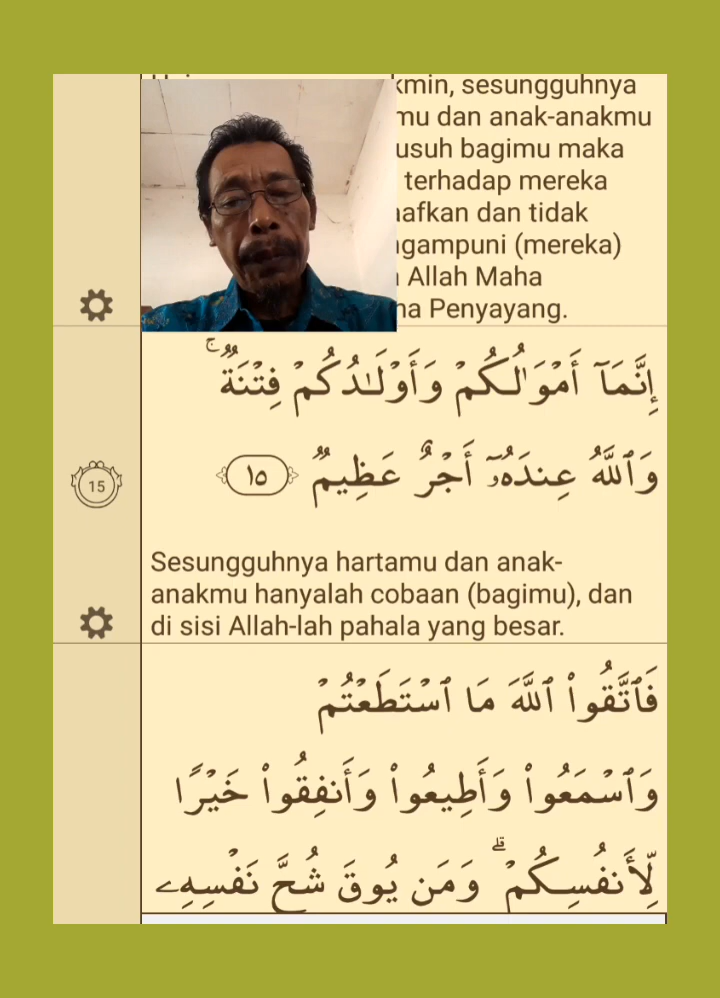 kmin, sesungguhnya
mu dan anak-anakmu
usuh bagimu maka
terhadap mereka
afkan dan tidak
ngampuni (mereka)
Allah Maha
ha Penyayang.
إِنَّمَآ أَمْوَٰلُكُمْ وَأَوْلَـٰدُكُمْ فِتْنَةٌۭ ۚ
وَٱللَّهُ عِندَهُۥٓ أَجْرٌ عَظِيمٌۭ ١٥
15
Sesungguhnya hartamu dan anak-
anakmu hanyalah cobaan (bagimu), dan
di sisi Allah-lah pahala yang besar.
فَٱتَّقُوا۟ ٱللَّهَ مَا ٱسْتَطَعْتُمْ
وَٱسْمَعُوا۟ وَأَطِيعُوا۟ وَأَنفِقُوا۟ خَيْرًۭا
لِّأَنفُسِكُمْ ۗ وَمَن يُوقَ شُحَّ نَفْسِهِۦ